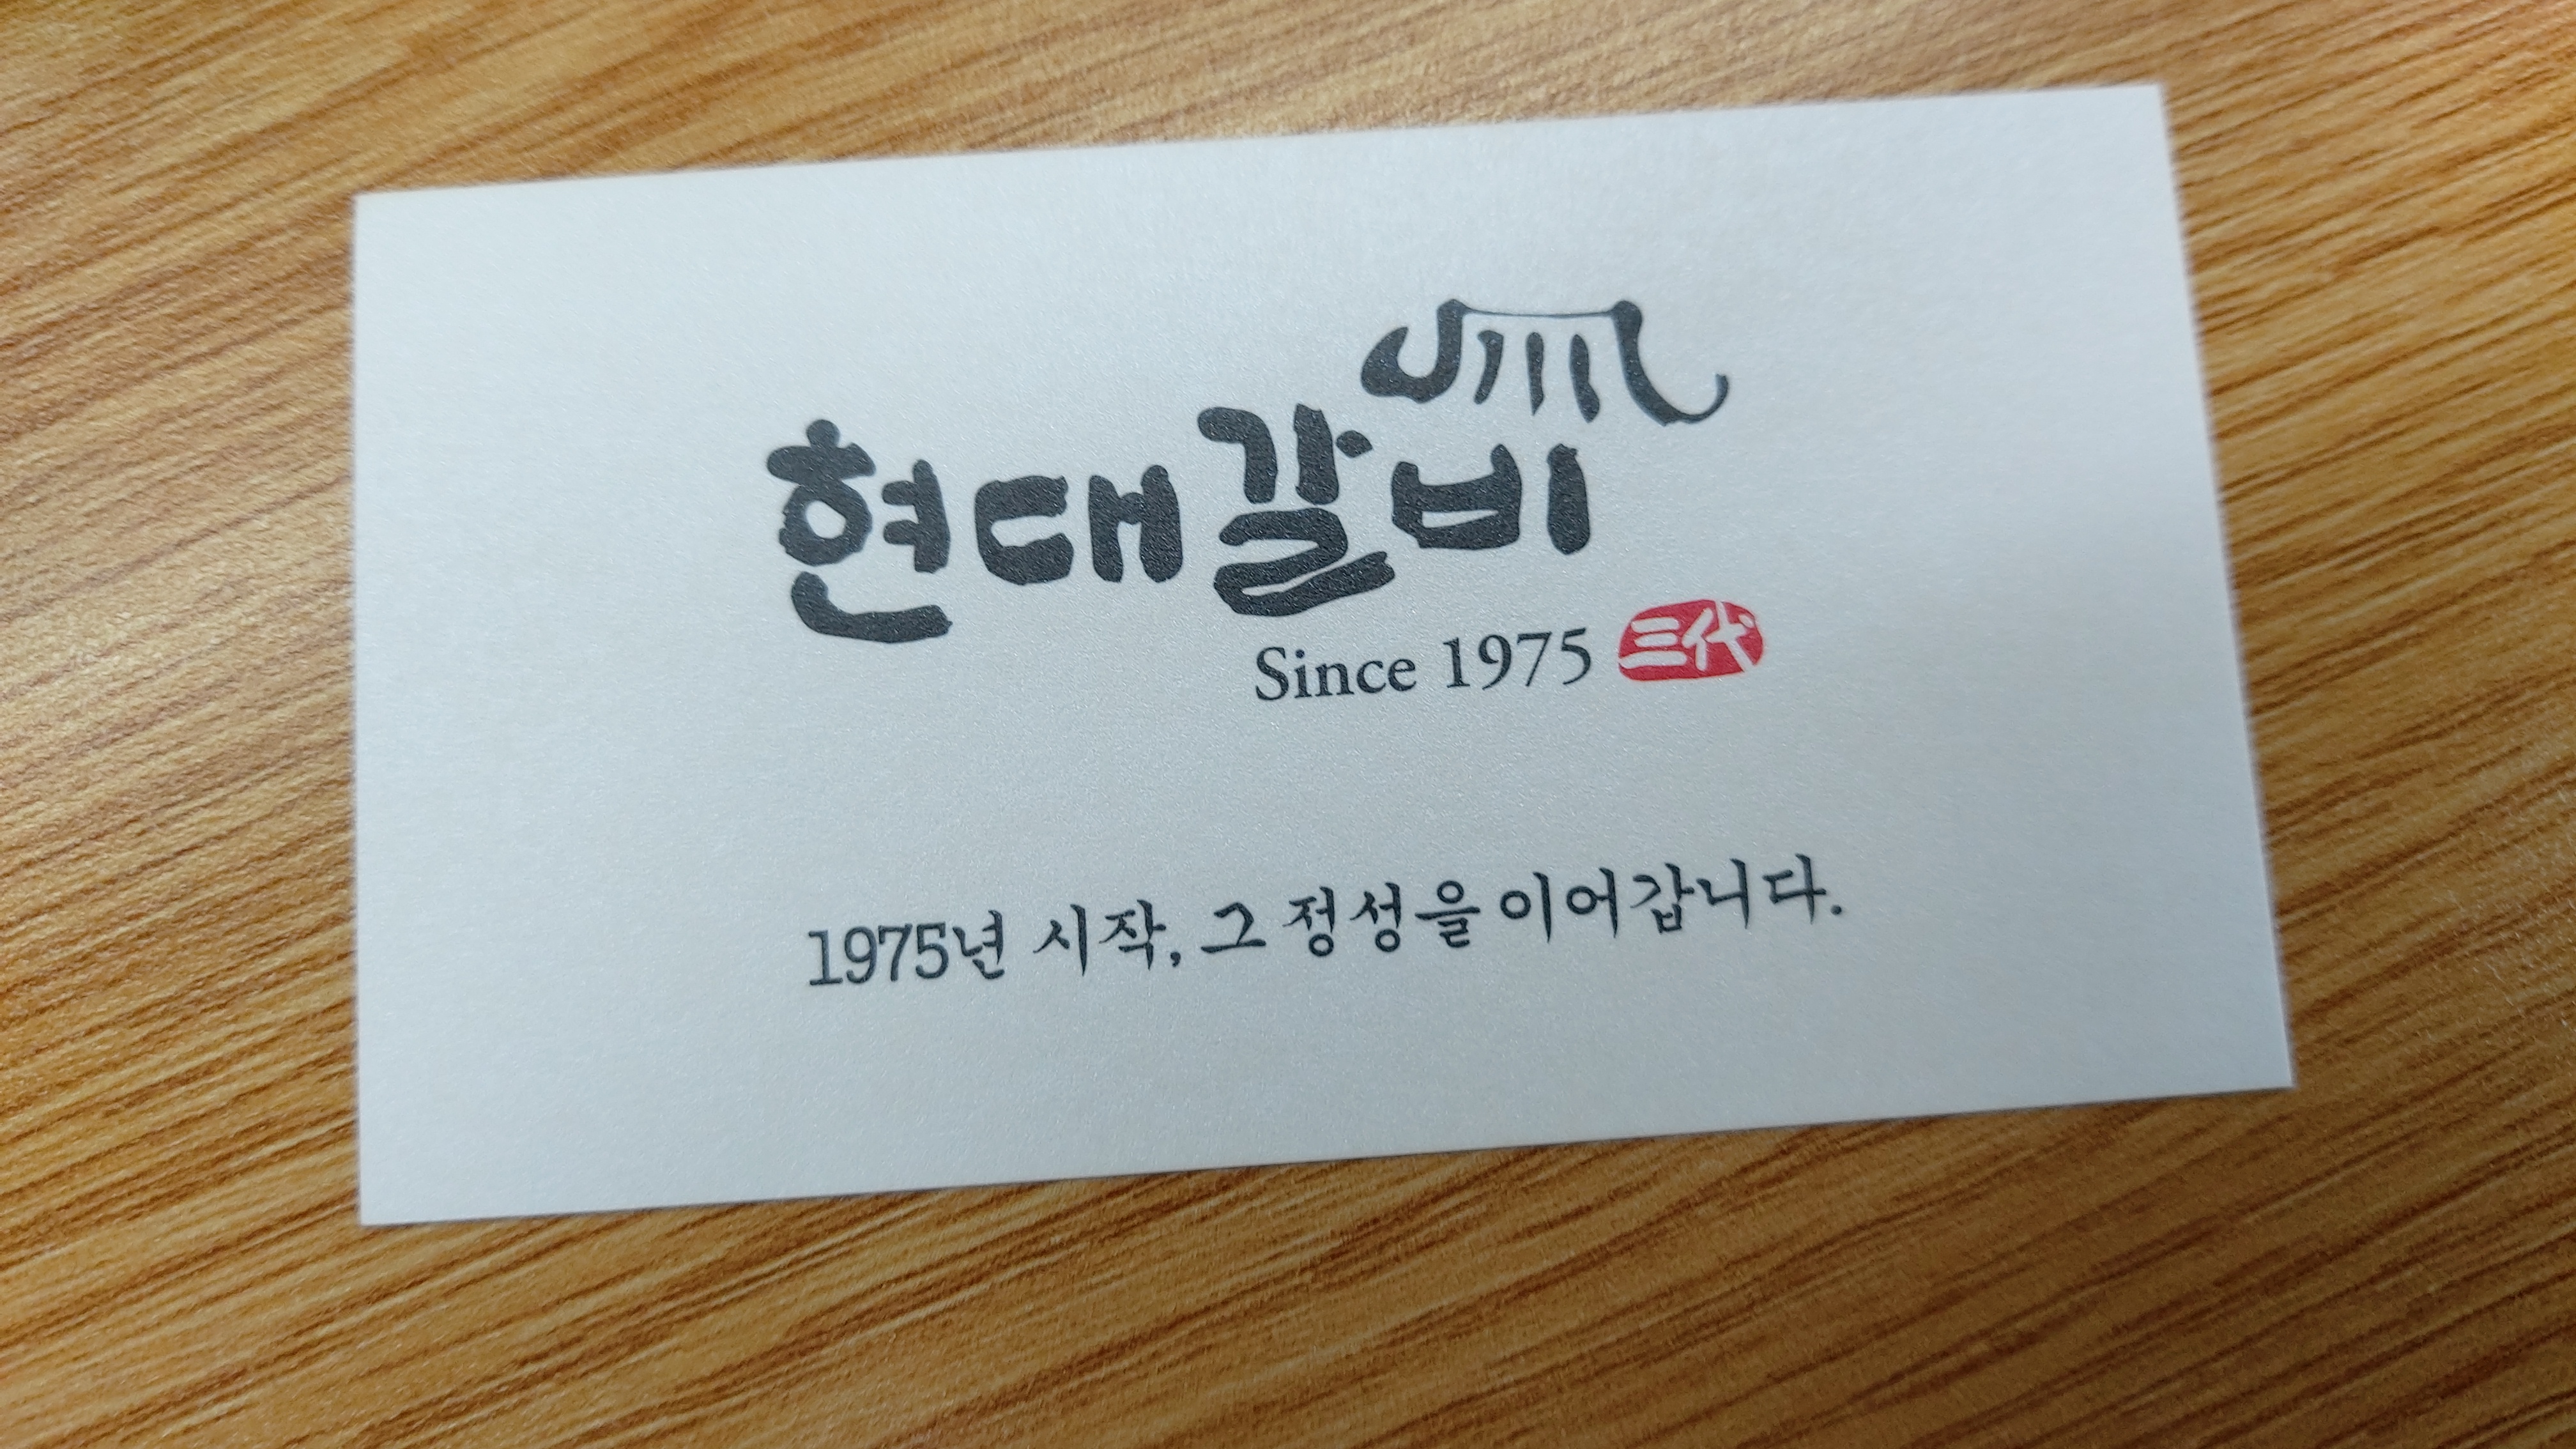 현대갈비
Since 1975 三代
1975년 시작, 그 정성을 이어갑니다.